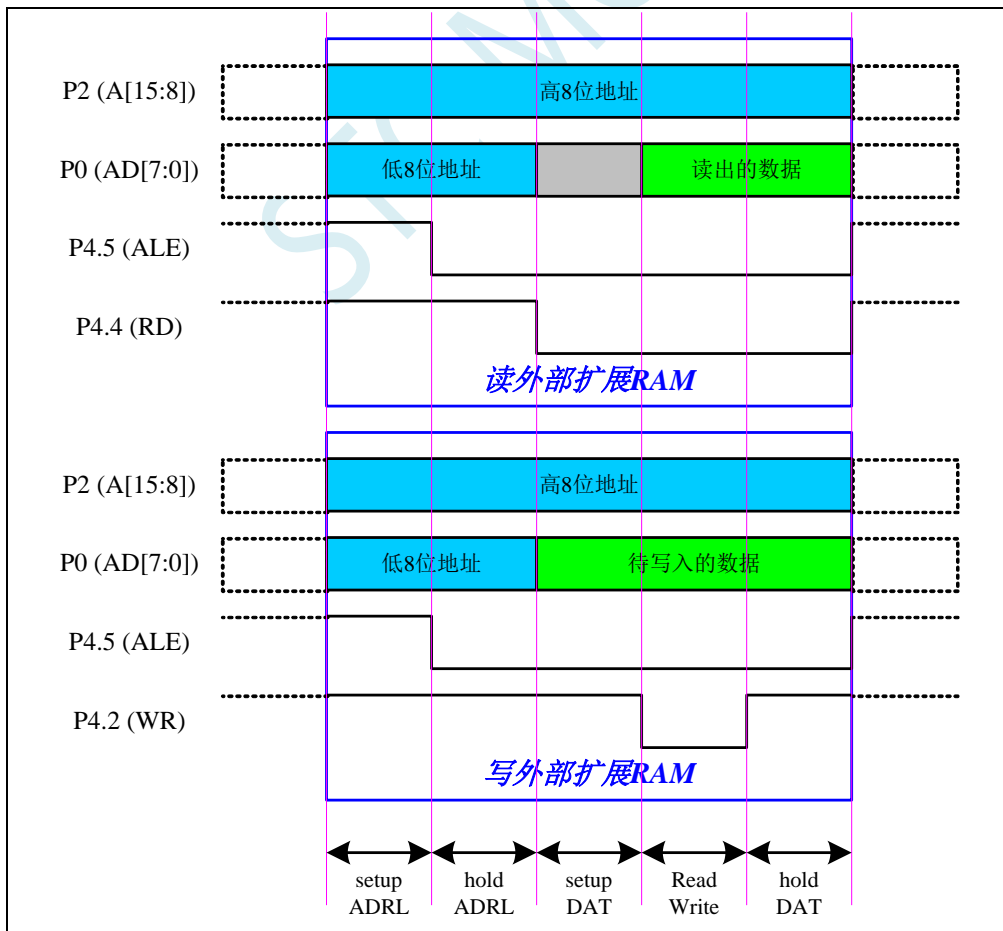 P2 (A[15:8])
高8位地址
P0 (AD[7:0])
低8位地址
读出的数据
P4.5 (ALE)
P4.4 (RD)
读外部扩展RAM
P2 (A[15:8])
高8位地址
P0 (AD[7:0])
低8位地址
待写入的数据
P4.5 (ALE)
P4.2 (WR)
写外部扩展RAM
setup
ADRL
hold
ADRL
setup
DAT
Read
Write
hold
DAT